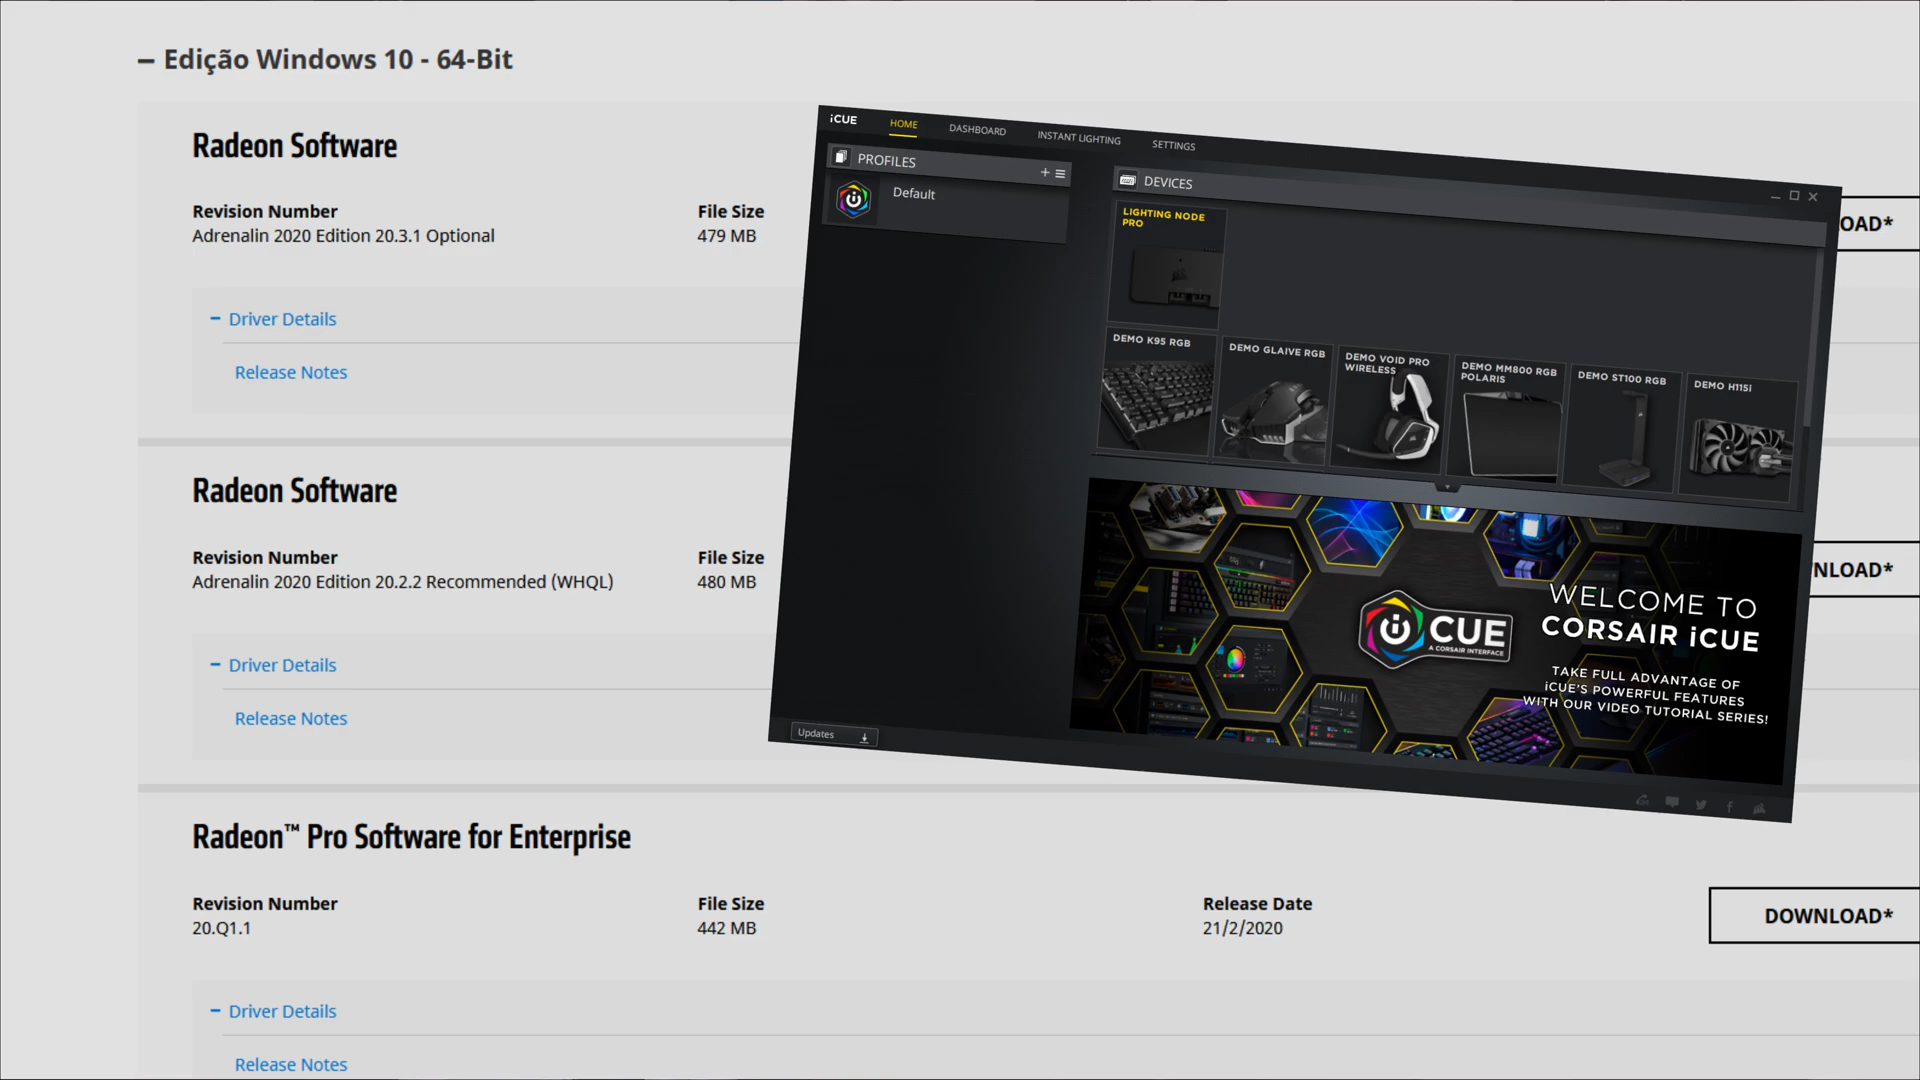 – Edição Windows 10 - 64-Bit
Radeon Software
Revision Number
Adrenalin 2020 Edition 20.3.1 Optional
File Size
479 MB
OAD*
– Driver Details
Release Notes
Radeon Software
Revision Number
Adrenalin 2020 Edition 20.2.2 Recommended (WHQL)
File Size
480 MB
NLOAD*
– Driver Details
Release Notes
Radeon™ Pro Software for Enterprise
Revision Number
20.Q1.1
File Size
442 MB
Release Date
21/2/2020
DOWNLOAD*
– Driver Details
Release Notes
iCUE
HOME
DASHBOARD
INSTANT LIGHTING
SETTINGS
PROFILES
Default
DEVICES
LIGHTING NODE
PRO
DEMO K95 RGB
DEMO GLAIVE RGB
DEMO VOID PRO
WIRELESS
DEMO MM800 RGB
POLARIS
DEMO ST100 RGB
DEMO H115i
CUE
A CORSAIR INTERFACE
WELCOME TO
CORSAIR iCUE
TAKE FULL ADVANTAGE OF
iCUE'S POWERFUL FEATURES
WITH OUR VIDEO TUTORIAL SERIES!
Updates